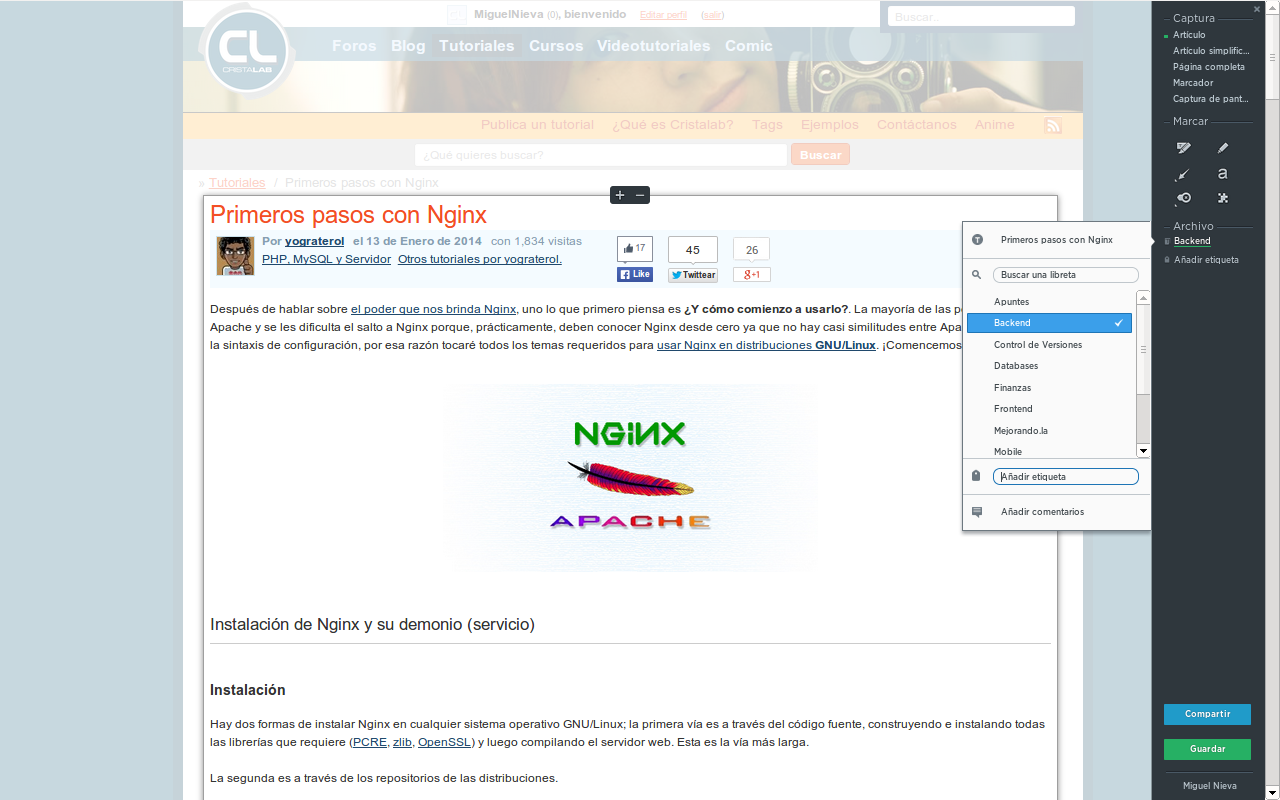 MiguelNieva (0), bienvenido Editar perfil (salir)
Buscar..
CL
CRISTALAB
Foros Blog Tutoriales Cursos Videotutoriales Comic
Publica un tutorial ¿Qué es Cristalab? Tags Ejemplos Contáctanos Anime
¿Qué quieres buscar? Buscar
» Tutoriales / Primeros pasos con Nginx
+ −
Primeros pasos con Nginx
Por yograterol el 13 de Enero de 2014 con 1,834 visitas
PHP, MySQL y Servidor Otros tutoriales por yograterol.
17 45 26
Like Twittear g+1
Después de hablar sobre el poder que nos brinda Nginx, uno lo que primero piensa es ¿Y cómo comienzo a usarlo?. La mayoría de las p
Apache y se les dificulta el salto a Nginx porque, prácticamente, deben conocer Nginx desde cero ya que no hay casi similitudes entre Apa
la sintaxis de configuración, por esa razón tocaré todos los temas requeridos para usar Nginx en distribuciones GNU/Linux. ¡Comencemos
NGINX
APACHE
Instalación de Nginx y su demonio (servicio)
Instalación
Hay dos formas de instalar Nginx en cualquier sistema operativo GNU/Linux; la primera vía es a través del código fuente, construyendo e instalando todas
las librerías que requiere (PCRE, zlib, OpenSSL) y luego compilando el servidor web. Esta es la vía más larga.
La segunda es a través de los repositorios de las distribuciones.
Primeros pasos con Nginx
Buscar una libreta
Apuntes
Backend
Control de Versiones
Databases
Finanzas
Frontend
Mejorando.la
Mobile
Añadir etiqueta
Añadir comentarios
Captura
Artículo
Artículo simplific...
Página completa
Marcador
Captura de pant...
Marcar
a
Archivo
Backend
Añadir etiqueta
Compartir
Guardar
Miguel Nieva